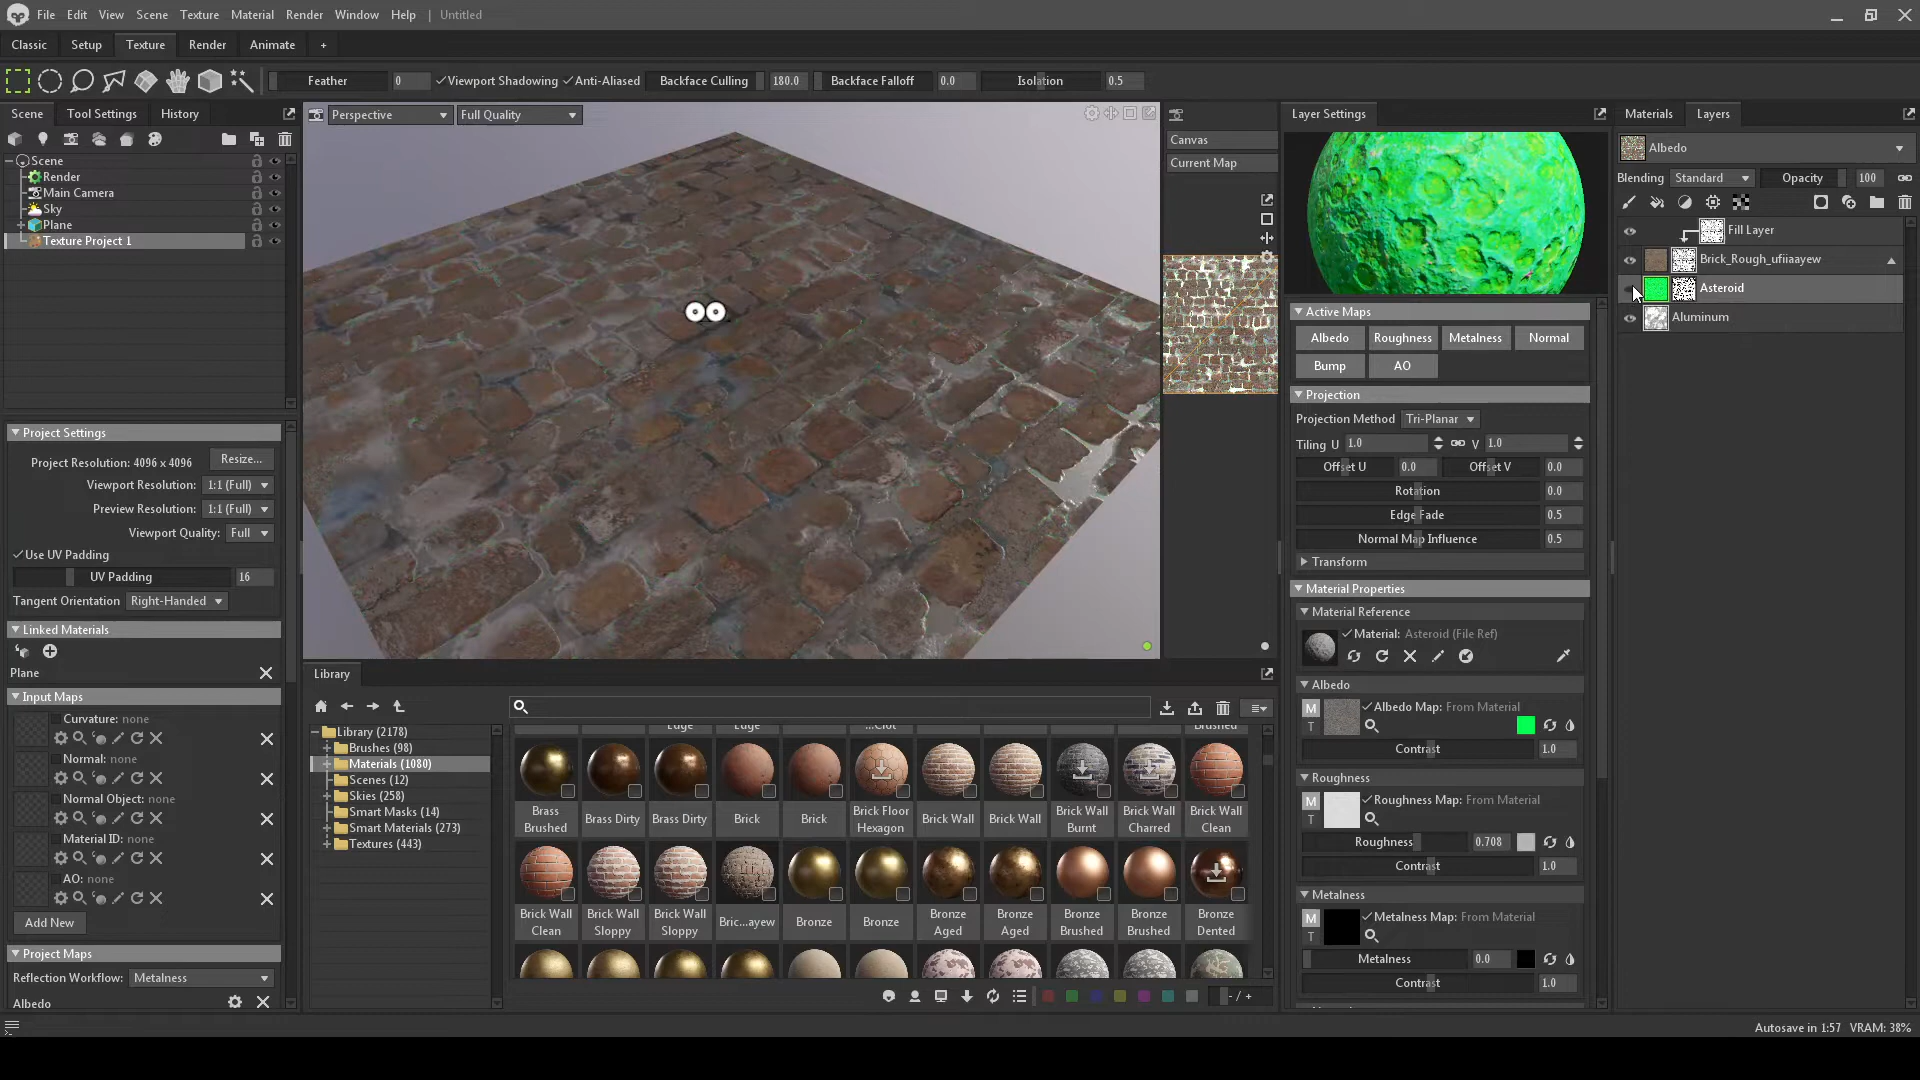 File Edit View Scene Texture Material Render Window Help | Untitled
Classic Setup Texture Render Animate +
Feather 0 Viewport Shadowing Anti-Aliased Backface Culling 180.0 Backface Falloff 0.0 Isolation 0.5
Scene Tool Settings History
Scene
Render
Main Camera
Sky
Plane
Texture Project 1
Project Settings
Project Resolution: 4096 x 4096 Resize...
Viewport Resolution: 1:1 (Full)
Preview Resolution: 1:1 (Full)
Viewport Quality: Full
Use UV Padding
UV Padding 16
Tangent Orientation Right-Handed
Linked Materials
Plane
Input Maps
Curvature: none
Normal: none
Normal Object: none
Material ID: none
AO: none
Add New
Project Maps
Reflection Workflow: Metalness
Albedo
Perspective Full Quality
Canvas
Current Map
Library
Library (2178)
Brushes (98)
Materials (1080)
Scenes (12)
Skies (258)
Smart Masks (14)
Smart Materials (273)
Textures (443)
Edge Edge ...Clot Brushed
Brass Brushed Brass Dirty Brass Dirty Brick Brick Brick Floor Hexagon Brick Wall Brick Wall Brick Wall Burnt Brick Wall Charred Brick Wall Clean
Brick Wall Clean Brick Wall Sloppy Brick Wall Sloppy Bric...ayew Bronze Bronze Bronze Aged Bronze Aged Bronze Brushed Bronze Brushed Bronze Dented
- / +
Layer Settings
Active Maps
Albedo Roughness Metalness Normal
Bump AO
Projection
Projection Method Tri-Planar
Tiling U 1.0 V 1.0
Offset U 0.0 Offset V 0.0
Rotation 0.0
Edge Fade 0.5
Normal Map Influence 0.5
Transform
Material Properties
Material Reference
Material: Asteroid (File Ref)
Albedo
M Albedo Map: From Material
T
Contrast 1.0
Roughness
M Roughness Map: From Material
T
Roughness 0.708
Contrast 1.0
Metalness
M Metalness Map: From Material
T
Metalness 0.0
Contrast 1.0
Materials Layers
Albedo
Blending Standard Opacity 100
Fill Layer
Brick_Rough_ufiiaayew
Asteroid
Aluminum
Autosave in 1:57 VRAM: 38%